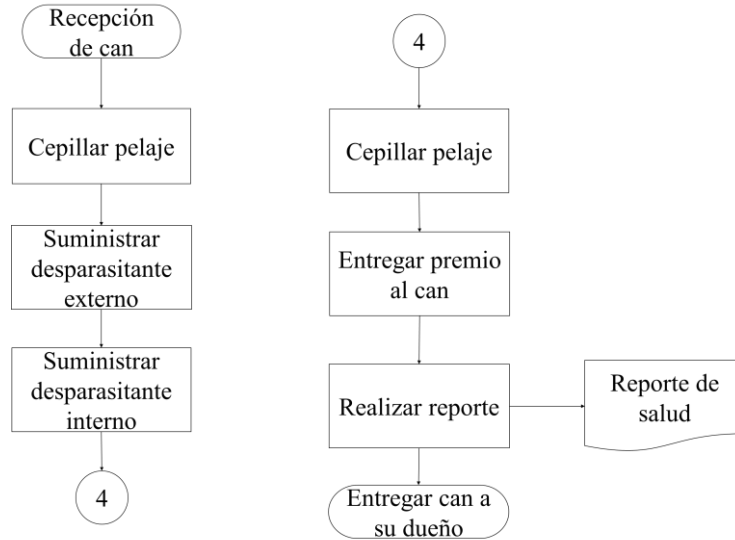 Recepción
de can
Cepillar pelaje
Suministrar
desparasitante
externo
Suministrar
desparasitante
interno
4
4
Cepillar pelaje
Entregar premio
al can
Realizar reporte
Reporte de
salud
Entregar can a
su dueño